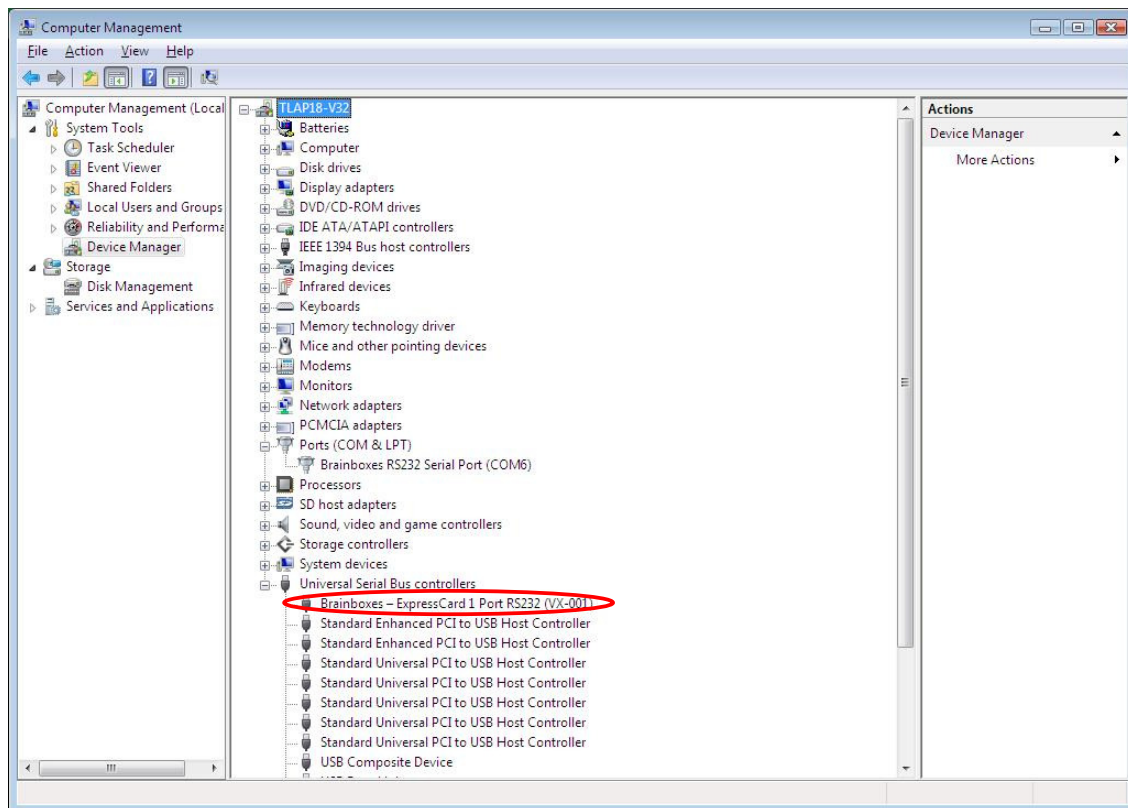 Computer Management
File Action View Help
Computer Management (Local
System Tools
Task Scheduler
Event Viewer
Shared Folders
Local Users and Groups
Reliability and Performa
Device Manager
Storage
Disk Management
Services and Applications
TLAP18-V32
Batteries
Computer
Disk drives
Display adapters
DVD/CD-ROM drives
IDE ATA/ATAPI controllers
IEEE 1394 Bus host controllers
Imaging devices
Infrared devices
Keyboards
Memory technology driver
Mice and other pointing devices
Modems
Monitors
Network adapters
PCMCIA adapters
Ports (COM & LPT)
Brainboxes RS232 Serial Port (COM6)
Processors
SD host adapters
Sound, video and game controllers
Storage controllers
System devices
Universal Serial Bus controllers
Brainboxes – ExpressCard 1 Port RS232 (VX-001)
Standard Enhanced PCI to USB Host Controller
Standard Enhanced PCI to USB Host Controller
Standard Universal PCI to USB Host Controller
Standard Universal PCI to USB Host Controller
Standard Universal PCI to USB Host Controller
Standard Universal PCI to USB Host Controller
Standard Universal PCI to USB Host Controller
USB Composite Device
Actions
Device Manager
More Actions